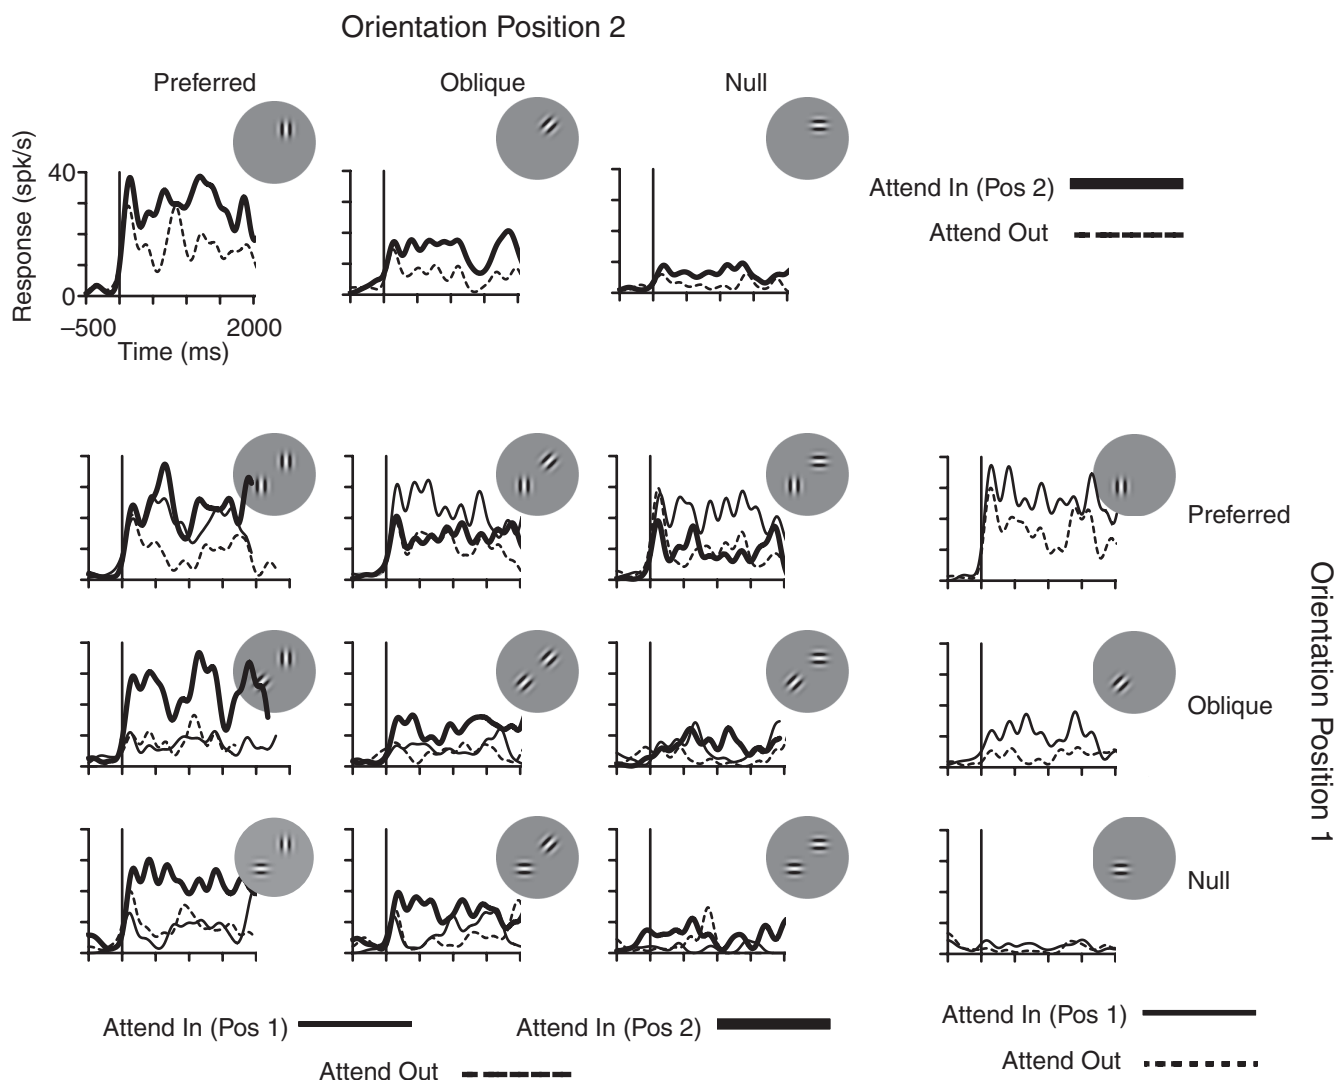 Orientation Position 2
Preferred
Oblique
Null
Response (spk/s)
40
0
–500
2000
Time (ms)
Attend In (Pos 2)
Attend Out
Preferred
Oblique
Null
Orientation Position 1
Attend In (Pos 1)
Attend In (Pos 2)
Attend Out
Attend In (Pos 1)
Attend Out